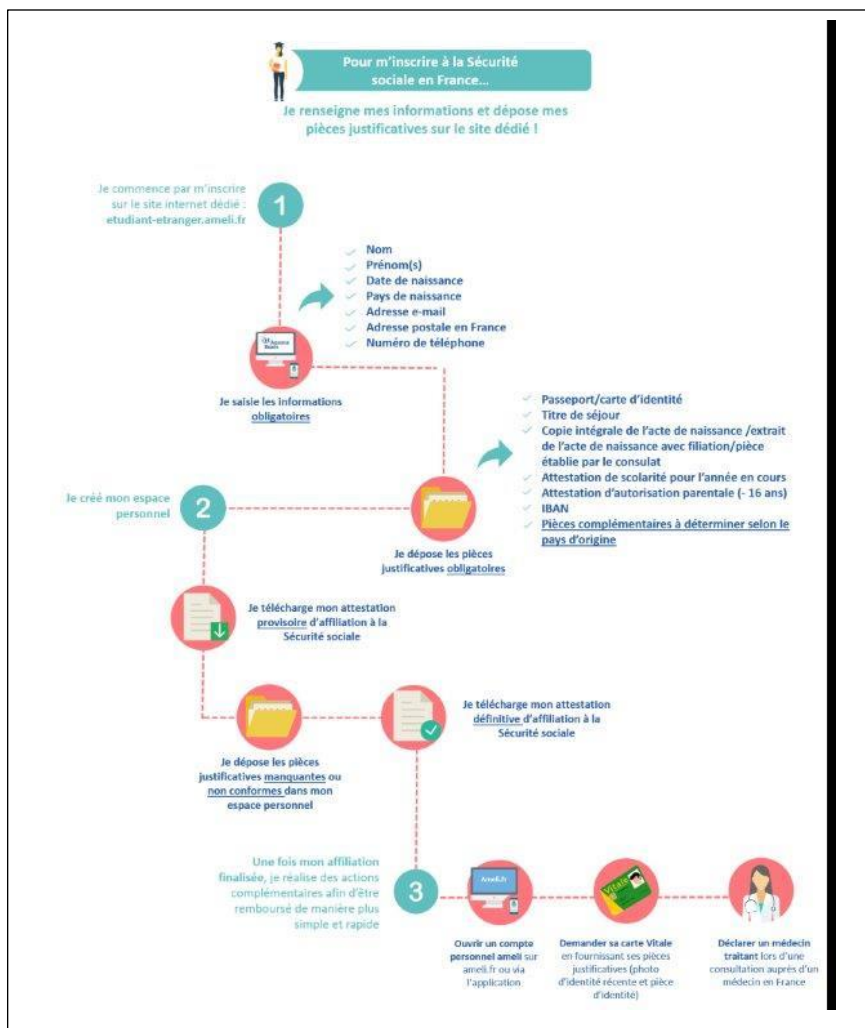 Pour m'inscrire à la Sécurité
sociale en France...
Je renseigne mes informations et dépose mes
pièces justificatives sur le site dédié !
Je commence par m'inscrire
sur le site internet dédié :
etudiant-etranger.ameli.fr
1
Nom
Prénom(s)
Date de naissance
Pays de naissance
Adresse e-mail
Adresse postale en France
Numéro de téléphone
Je saisie les informations
obligatoires
Passeport/carte d'identité
Titre de séjour
Copie intégrale de l'acte de naissance /extrait
de l'acte de naissance avec filiation/pièce
établie par le consulat
Attestation de scolarité pour l'année en cours
Attestation d'autorisation parentale (- 16 ans)
IBAN
Pièces complémentaires à déterminer selon le
pays d'origine
Je dépose les pièces
justificatives obligatoires
Je créé mon espace
personnel
2
Je télécharge mon attestation
provisoire d'affiliation à la
Sécurité sociale
Je dépose les pièces
justificatives manquantes ou
non conformes dans mon
espace personnel
Je télécharge mon attestation
définitive d'affiliation à la
Sécurité sociale
Une fois mon affiliation
finalisée, je réalise des actions
complémentaires afin d'être
remboursé de manière plus
simple et rapide
3
Ameli.fr
Ouvrir un compte
personnel ameli sur
ameli.fr ou via
l'application
Vitale
Demander sa carte Vitale
en fournissant ses pièces
justificatives (photo
d'identité récente et pièce
d'identité)
Déclarer un médecin
traitant lors d'une
consultation auprès d'un
médecin en France